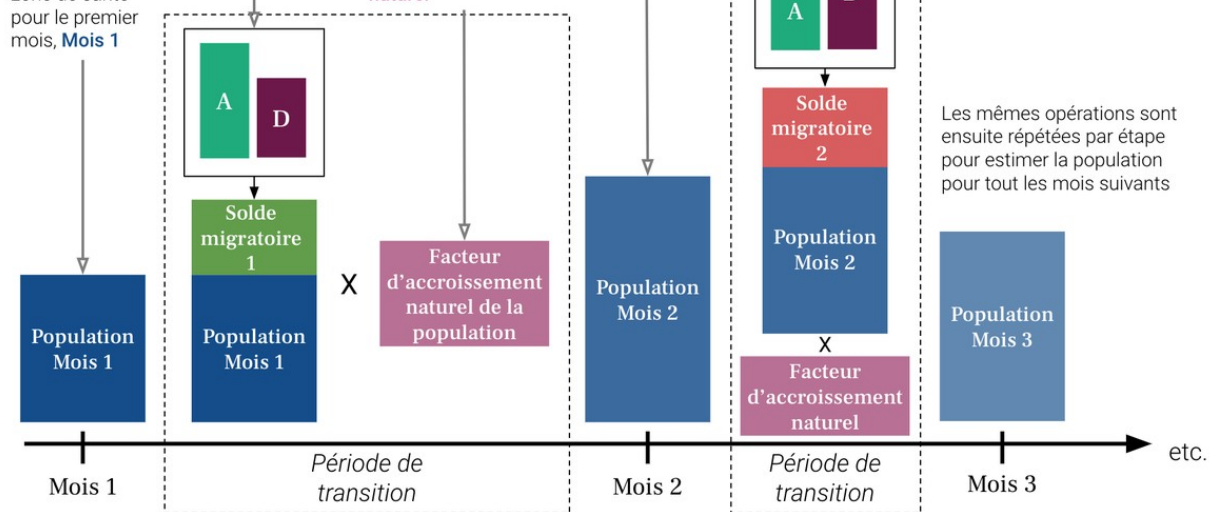 pour le premier
mois, Mois 1
A
D
Solde
migratoire
1
Population
Mois 1
Population
Mois 1
X
Facteur
d'accroissement
naturel de la
population
Population
Mois 2
A
Solde
migratoire
2
Population
Mois 2
X
Facteur
d'accroissement
naturel
Les mêmes opérations sont
ensuite répétées par étape
pour estimer la population
pour tout les mois suivants
Population
Mois 3
Mois 1
Période de
transition
Mois 2
Période de
transition
Mois 3
etc.